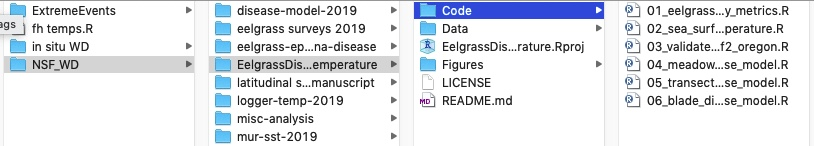 ags
ExtremeEvents
fh temps.R
in situ WD
NSF_WD
disease-model-2019
eelgrass surveys 2019
eelgrass-ep...na-disease
EelgrassDis...emperature
latitudinal s...manuscript
logger-temp-2019
misc-analysis
mur-sst-2019
Code
Data
EelgrassDis...rature.Rproj
Figures
LICENSE
README.md
01_eelgrass...y_metrics.R
02_sea_surf...perature.R
03_validate...f2_oregon.R
04_meadow...se_model.R
05_transect...se_model.R
06_blade_di...se_model.R